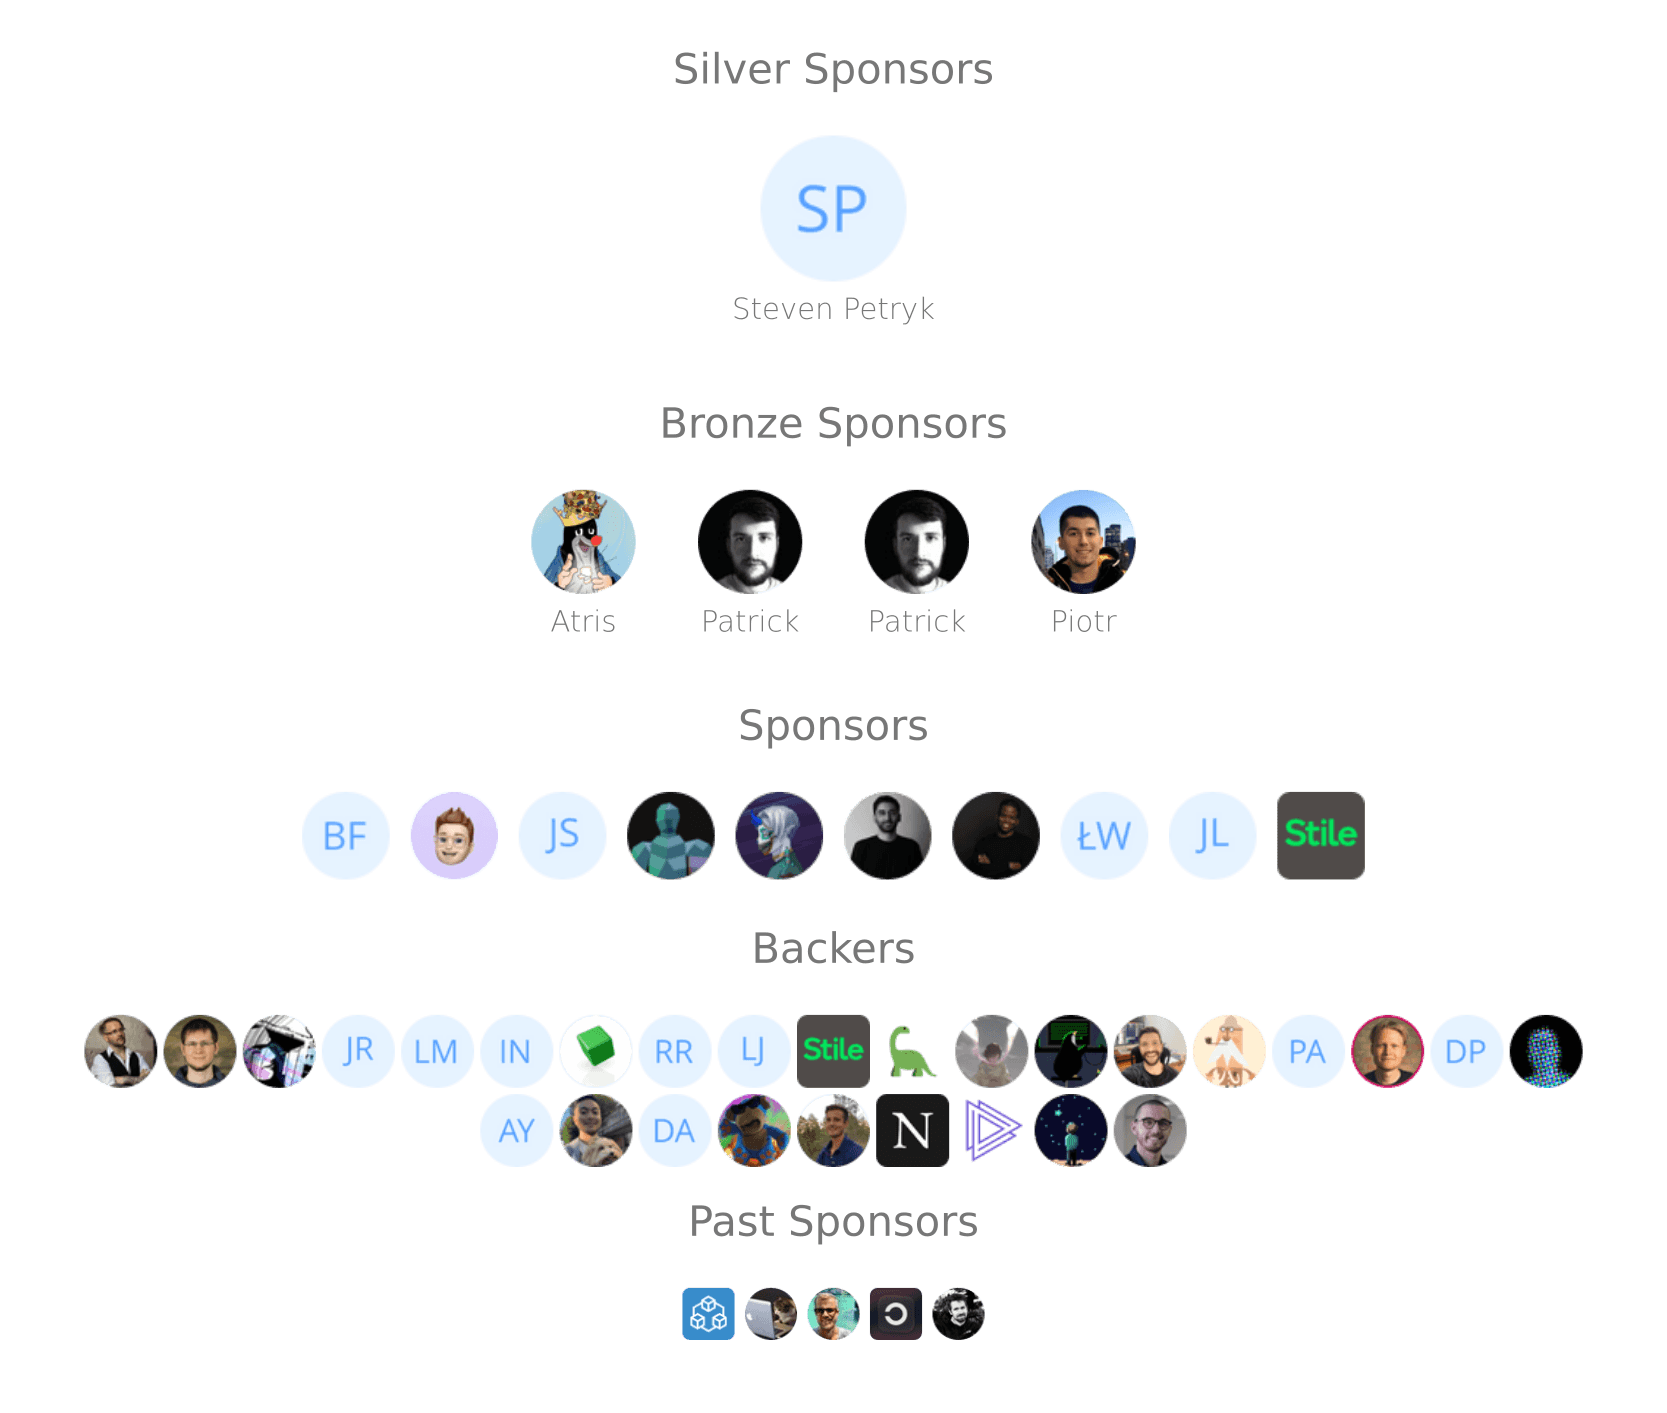 Silver Sponsors
SP
Steven Petryk
Bronze Sponsors
Atris Patrick Patrick Piotr
Sponsors
BF JS ŁW JL Stile
Backers
JR LM IN RR LJ Stile PA DP
AY DA N
Past Sponsors